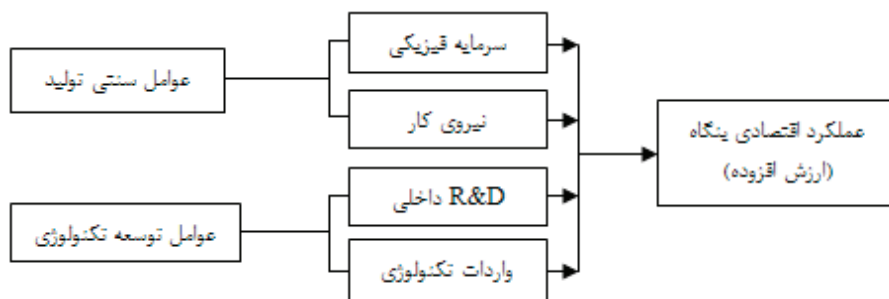 سرمایه فیزیکی
عوامل سنتی تولید
نیروی کار
عملکرد اقتصادی بنگاه
(ارزش افزوده)
R&D داخلی
عوامل توسعه تکنولوژی
واردات تکنولوژی